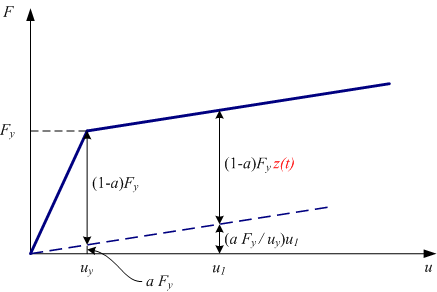 F
F_y
(1-a)F_y
(1-a)F_y z(t)
(a F_y / u_y)u_1
u_y
u_1
u
a F_y